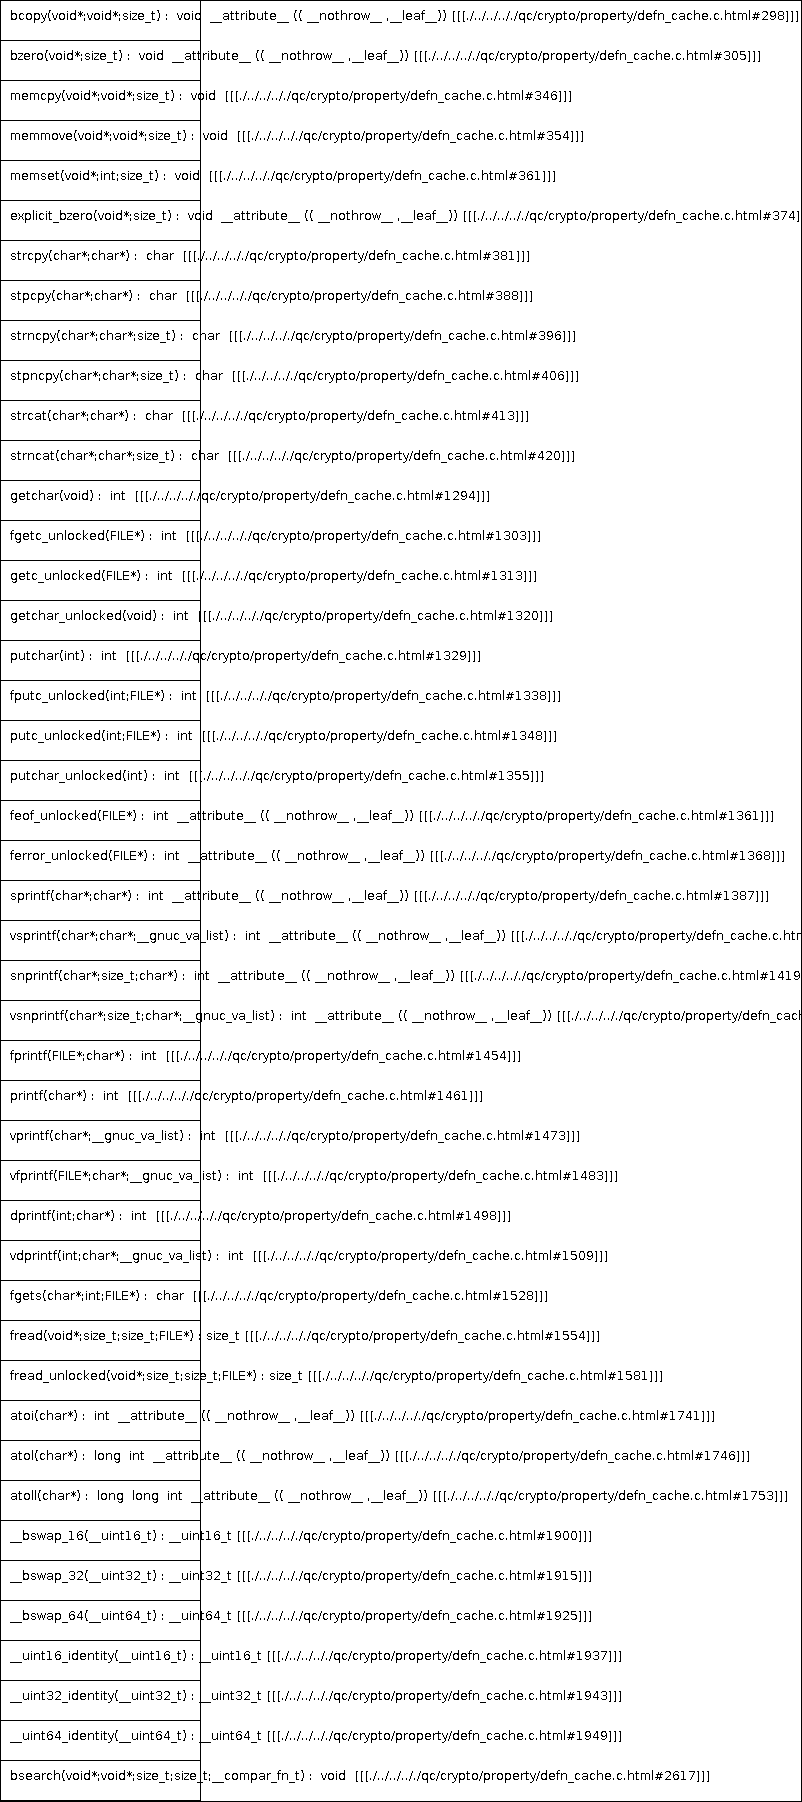 bcopy(void*;void*;size_t) :  void  __attribute__ (( __nothrow__ ,__leaf__)) [[[./../../.././qc/crypto/property/defn_cache.c.html#298]]]
bzero(void*;size_t) :  void  __attribute__ (( __nothrow__ ,__leaf__)) [[[./../../.././qc/crypto/property/defn_cache.c.html#305]]]
memcpy(void*;void*;size_t) :  void  [[[./../../.././qc/crypto/property/defn_cache.c.html#346]]]
memmove(void*;void*;size_t) :  void  [[[./../../.././qc/crypto/property/defn_cache.c.html#354]]]
memset(void*;int;size_t) :  void  [[[./../../.././qc/crypto/property/defn_cache.c.html#361]]]
explicit_bzero(void*;size_t) :  void  __attribute__ (( __nothrow__ ,__leaf__)) [[[./../../.././qc/crypto/property/defn_cache.c.html#374]
strcpy(char*;char*) :  char  [[[./../../.././qc/crypto/property/defn_cache.c.html#381]]]
stpcpy(char*;char*) :  char  [[[./../../.././qc/crypto/property/defn_cache.c.html#388]]]
strncpy(char*;char*;size_t) :  char  [[[./../../.././qc/crypto/property/defn_cache.c.html#396]]]
stpncpy(char*;char*;size_t) :  char  [[[./../../.././qc/crypto/property/defn_cache.c.html#406]]]
strcat(char*;char*) :  char  [[[./../../.././qc/crypto/property/defn_cache.c.html#413]]]
strncat(char*;char*;size_t) :  char  [[[./../../.././qc/crypto/property/defn_cache.c.html#420]]]
getchar(void) :  int  [[[./../../.././qc/crypto/property/defn_cache.c.html#1294]]]
fgetc_unlocked(FILE*) :  int  [[[./../../.././qc/crypto/property/defn_cache.c.html#1303]]]
getc_unlocked(FILE*) :  int  [[[./../../.././qc/crypto/property/defn_cache.c.html#1313]]]
getchar_unlocked(void) :  int  [[[./../../.././qc/crypto/property/defn_cache.c.html#1320]]]
putchar(int) :  int  [[[./../../.././qc/crypto/property/defn_cache.c.html#1329]]]
fputc_unlocked(int;FILE*) :  int  [[[./../../.././qc/crypto/property/defn_cache.c.html#1338]]]
putc_unlocked(int;FILE*) :  int  [[[./../../.././qc/crypto/property/defn_cache.c.html#1348]]]
putchar_unlocked(int) :  int  [[[./../../.././qc/crypto/property/defn_cache.c.html#1355]]]
feof_unlocked(FILE*) :  int  __attribute__ (( __nothrow__ ,__leaf__)) [[[./../../.././qc/crypto/property/defn_cache.c.html#1361]]]
ferror_unlocked(FILE*) :  int  __attribute__ (( __nothrow__ ,__leaf__)) [[[./../../.././qc/crypto/property/defn_cache.c.html#1368]]]
sprintf(char*;char*) :  int  __attribute__ (( __nothrow__ ,__leaf__)) [[[./../../.././qc/crypto/property/defn_cache.c.html#1387]]]
vsprintf(char*;char*;__gnuc_va_list) :  int  __attribute__ (( __nothrow__ ,__leaf__)) [[[./../../.././qc/crypto/property/defn_cache.c.htm
snprintf(char*;size_t;char*) :  int  __attribute__ (( __nothrow__ ,__leaf__)) [[[./../../.././qc/crypto/property/defn_cache.c.html#1419
vsnprintf(char*;size_t;char*;__gnuc_va_list) :  int  __attribute__ (( __nothrow__ ,__leaf__)) [[[./../../.././qc/crypto/property/defn_cach
fprintf(FILE*;char*) :  int  [[[./../../.././qc/crypto/property/defn_cache.c.html#1454]]]
printf(char*) :  int  [[[./../../.././qc/crypto/property/defn_cache.c.html#1461]]]
vprintf(char*;__gnuc_va_list) :  int  [[[./../../.././qc/crypto/property/defn_cache.c.html#1473]]]
vfprintf(FILE*;char*;__gnuc_va_list) :  int  [[[./../../.././qc/crypto/property/defn_cache.c.html#1483]]]
dprintf(int;char*) :  int  [[[./../../.././qc/crypto/property/defn_cache.c.html#1498]]]
vdprintf(int;char*;__gnuc_va_list) :  int  [[[./../../.././qc/crypto/property/defn_cache.c.html#1509]]]
fgets(char*;int;FILE*) :  char  [[[./../../.././qc/crypto/property/defn_cache.c.html#1528]]]
fread(void*;size_t;size_t;FILE*) : size_t [[[./../../.././qc/crypto/property/defn_cache.c.html#1554]]]
fread_unlocked(void*;size_t;size_t;FILE*) : size_t [[[./../../.././qc/crypto/property/defn_cache.c.html#1581]]]
atoi(char*) :  int  __attribute__ (( __nothrow__ ,__leaf__)) [[[./../../.././qc/crypto/property/defn_cache.c.html#1741]]]
atol(char*) :  long  int  __attribute__ (( __nothrow__ ,__leaf__)) [[[./../../.././qc/crypto/property/defn_cache.c.html#1746]]]
atoll(char*) :  long  long  int  __attribute__ (( __nothrow__ ,__leaf__)) [[[./../../.././qc/crypto/property/defn_cache.c.html#1753]]]
__bswap_16(__uint16_t) : __uint16_t [[[./../../.././qc/crypto/property/defn_cache.c.html#1900]]]
__bswap_32(__uint32_t) : __uint32_t [[[./../../.././qc/crypto/property/defn_cache.c.html#1915]]]
__bswap_64(__uint64_t) : __uint64_t [[[./../../.././qc/crypto/property/defn_cache.c.html#1925]]]
__uint16_identity(__uint16_t) : __uint16_t [[[./../../.././qc/crypto/property/defn_cache.c.html#1937]]]
__uint32_identity(__uint32_t) : __uint32_t [[[./../../.././qc/crypto/property/defn_cache.c.html#1943]]]
__uint64_identity(__uint64_t) : __uint64_t [[[./../../.././qc/crypto/property/defn_cache.c.html#1949]]]
bsearch(void*;void*;size_t;size_t;__compar_fn_t) :  void  [[[./../../.././qc/crypto/property/defn_cache.c.html#2617]]]